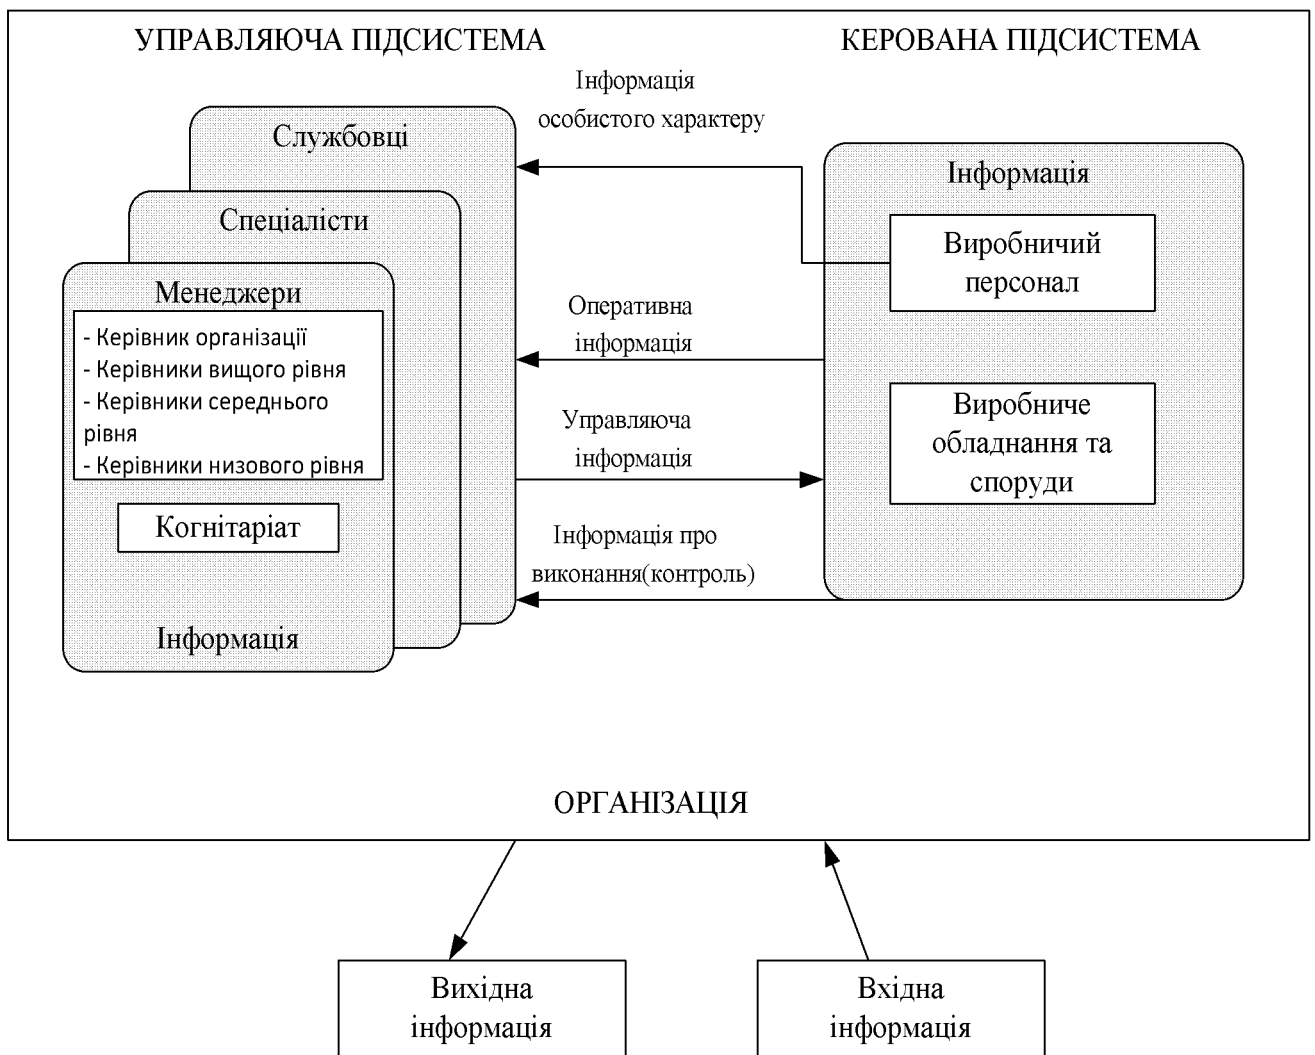 УПРАВЛЯЮЧА ПІДСИСТЕМА
КЕРОВАНА ПІДСИСТЕМА
Службовці
Спеціалісти
Менеджери
- Керівник організації
- Керівники вищого рівня
- Керівники середнього
рівня
- Керівники низового рівня
Когнітаріат
Інформація
Інформація
особистого характеру
Оперативна
інформація
Управляюча
інформація
Інформація про
виконання(контроль)
Інформація
Виробничий
персонал
Виробниче
обладнання та
споруди
ОРГАНІЗАЦІЯ
Вихідна
інформація
Вхідна
інформація